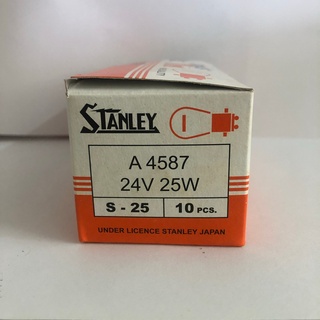 STANLEY
A 4587
24V 25W
S - 25 10 PCS.
UNDER LICENCE STANLEY JAPAN